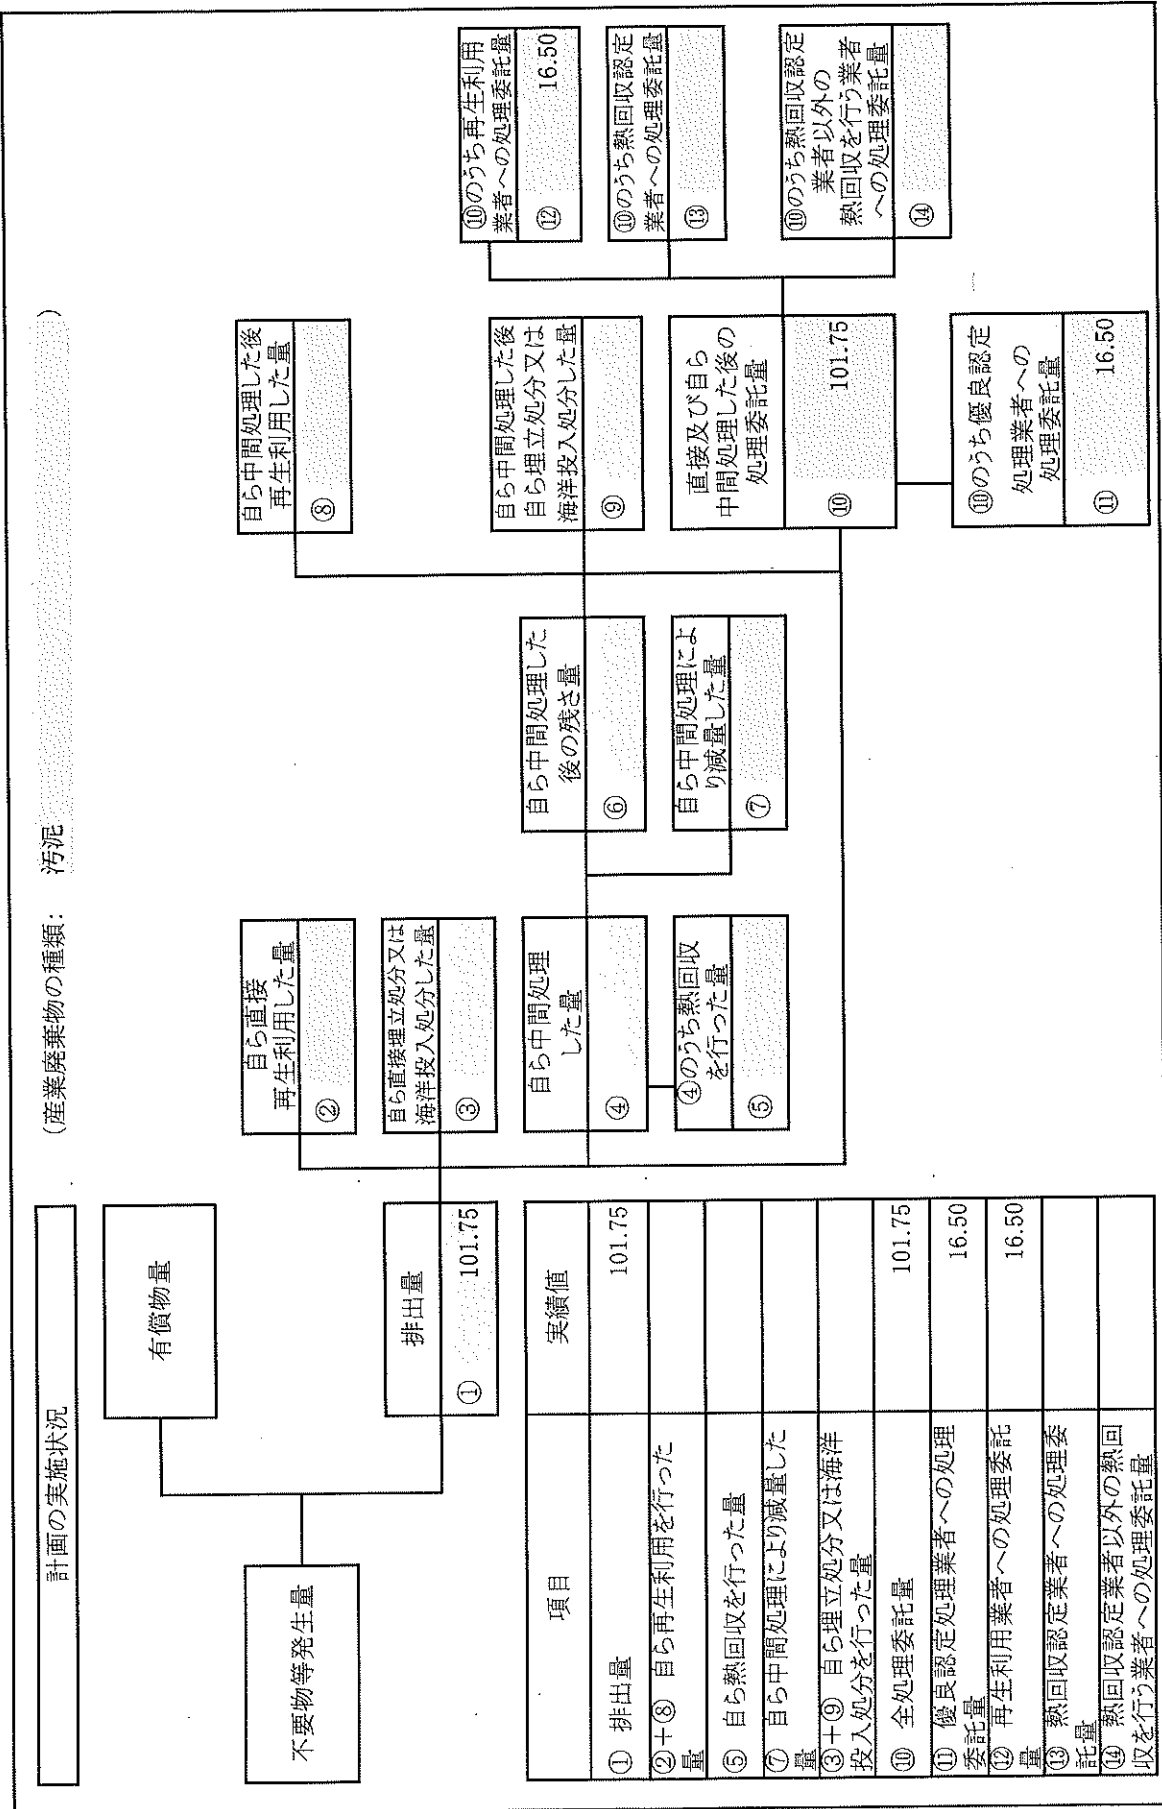 計画の実施状況
(産業廃棄物の種類： 汚泥 )
不要物等発生量
有償物量
排出量
① 101.75
自ら直接
再生利用した量
②
自ら直接埋立処分又は
海洋投入処分した量
③
自ら中間処理
した量
④
④のうち熱回収
を行った量
⑤
自ら中間処理した
後の残さ量
⑥
自ら中間処理によ
り減量した量
⑦
自ら中間処理した後
再生利用した量
⑧
自ら中間処理した後
自ら埋立処分又は
海洋投入処分した量
⑨
直接及び自ら
中間処理した後の
処理委託量
⑩ 101.75
⑩のうち優良認定
処理業者への
処理委託量
⑪ 16.50
⑩のうち再生利用
業者への処理委託量
⑫ 16.50
⑩のうち熱回収認定
業者への処理委託量
⑬
⑩のうち熱回収認定
業者以外の
熱回収を行う業者
への処理委託量
⑭
項目 実績値
① 排出量 101.75
②＋⑧ 自ら再生利用を行った
量
⑤ 自ら熱回収を行った量
⑦ 自ら中間処理により減量した
量
③＋⑨ 自ら埋立処分又は海洋
投入処分を行った量
⑩ 全処理委託量 101.75
⑪ 優良認定処理業者への処理
委託量 16.50
⑫ 再生利用業者への処理委託
量 16.50
⑬ 熱回収認定業者への処理委
託量
⑭ 熱回収認定業者以外の熱回
収を行う業者への処理委託量